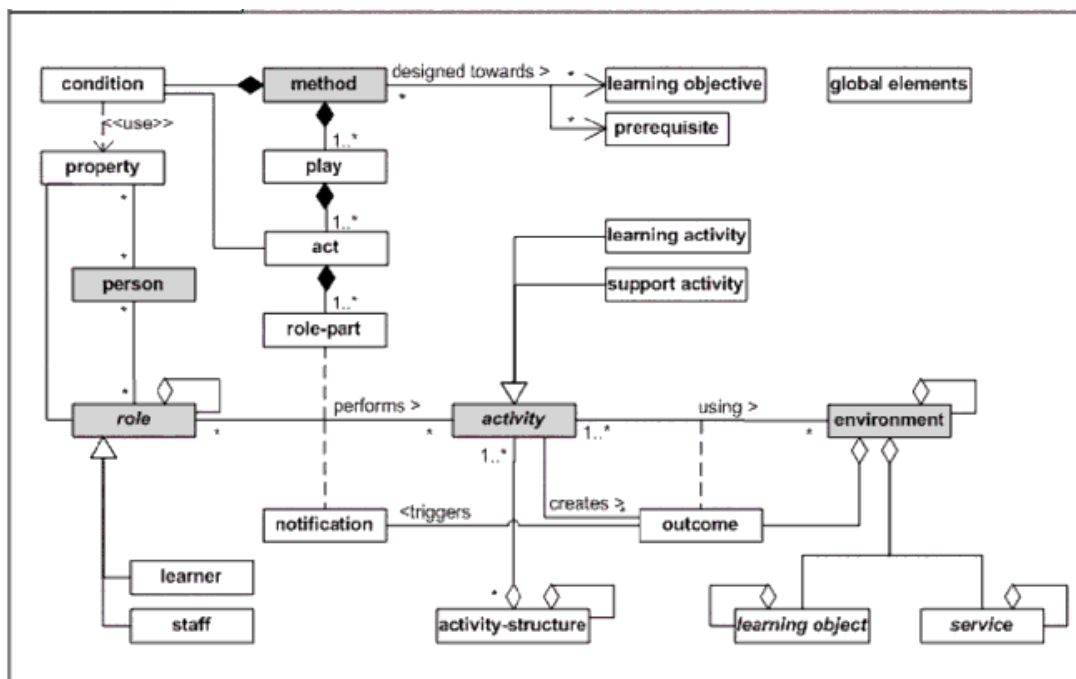 condition
method
designed towards >
*
*
learning objective
global elements
<<use>>
1..*
*
prerequisite
property
play
*
1..*
learning activity
*
act
person
support activity
*
1..*
role-part
*
performs >
using >
role
activity
environment
*
*
1..*
*
1..*
creates >
*
<triggers
notification
outcome
learner
*
staff
activity-structure
learning object
service